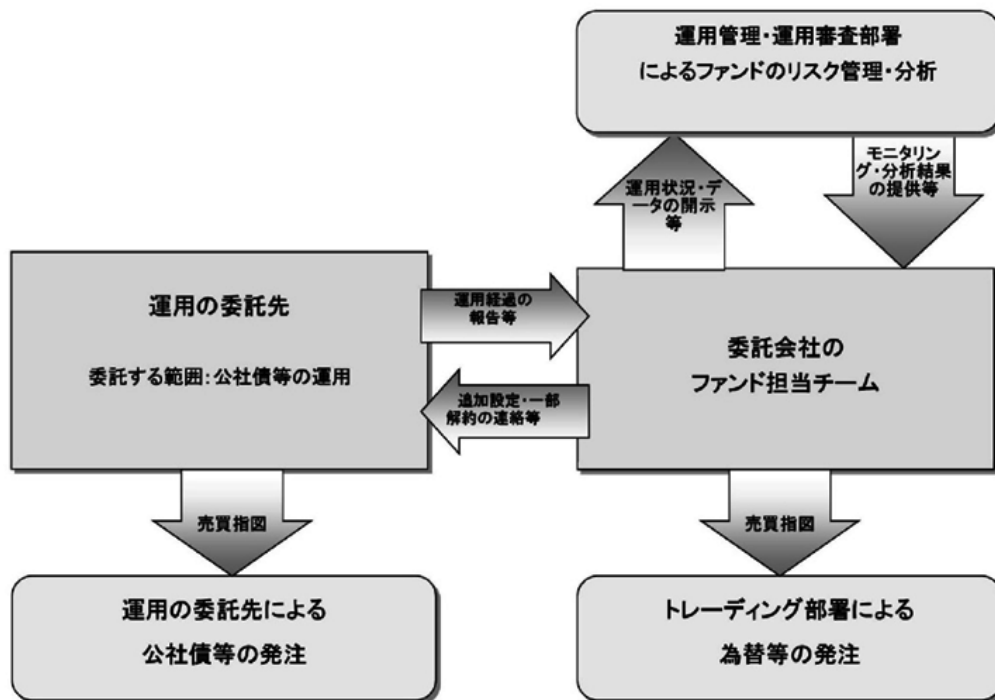 運用管理・運用審査部署
によるファンドのリスク管理・分析
運用状況・デ
ータの開示
等
モニタリン
グ・分析結果
の提供等
運用の委託先
委託する範囲:公社債等の運用
運用経過の
報告等
追加設定・一部
解約の連絡等
委託会社の
ファンド担当チーム
売買指図
売買指図
運用の委託先による
公社債等の発注
トレーディング部署による
為替等の発注